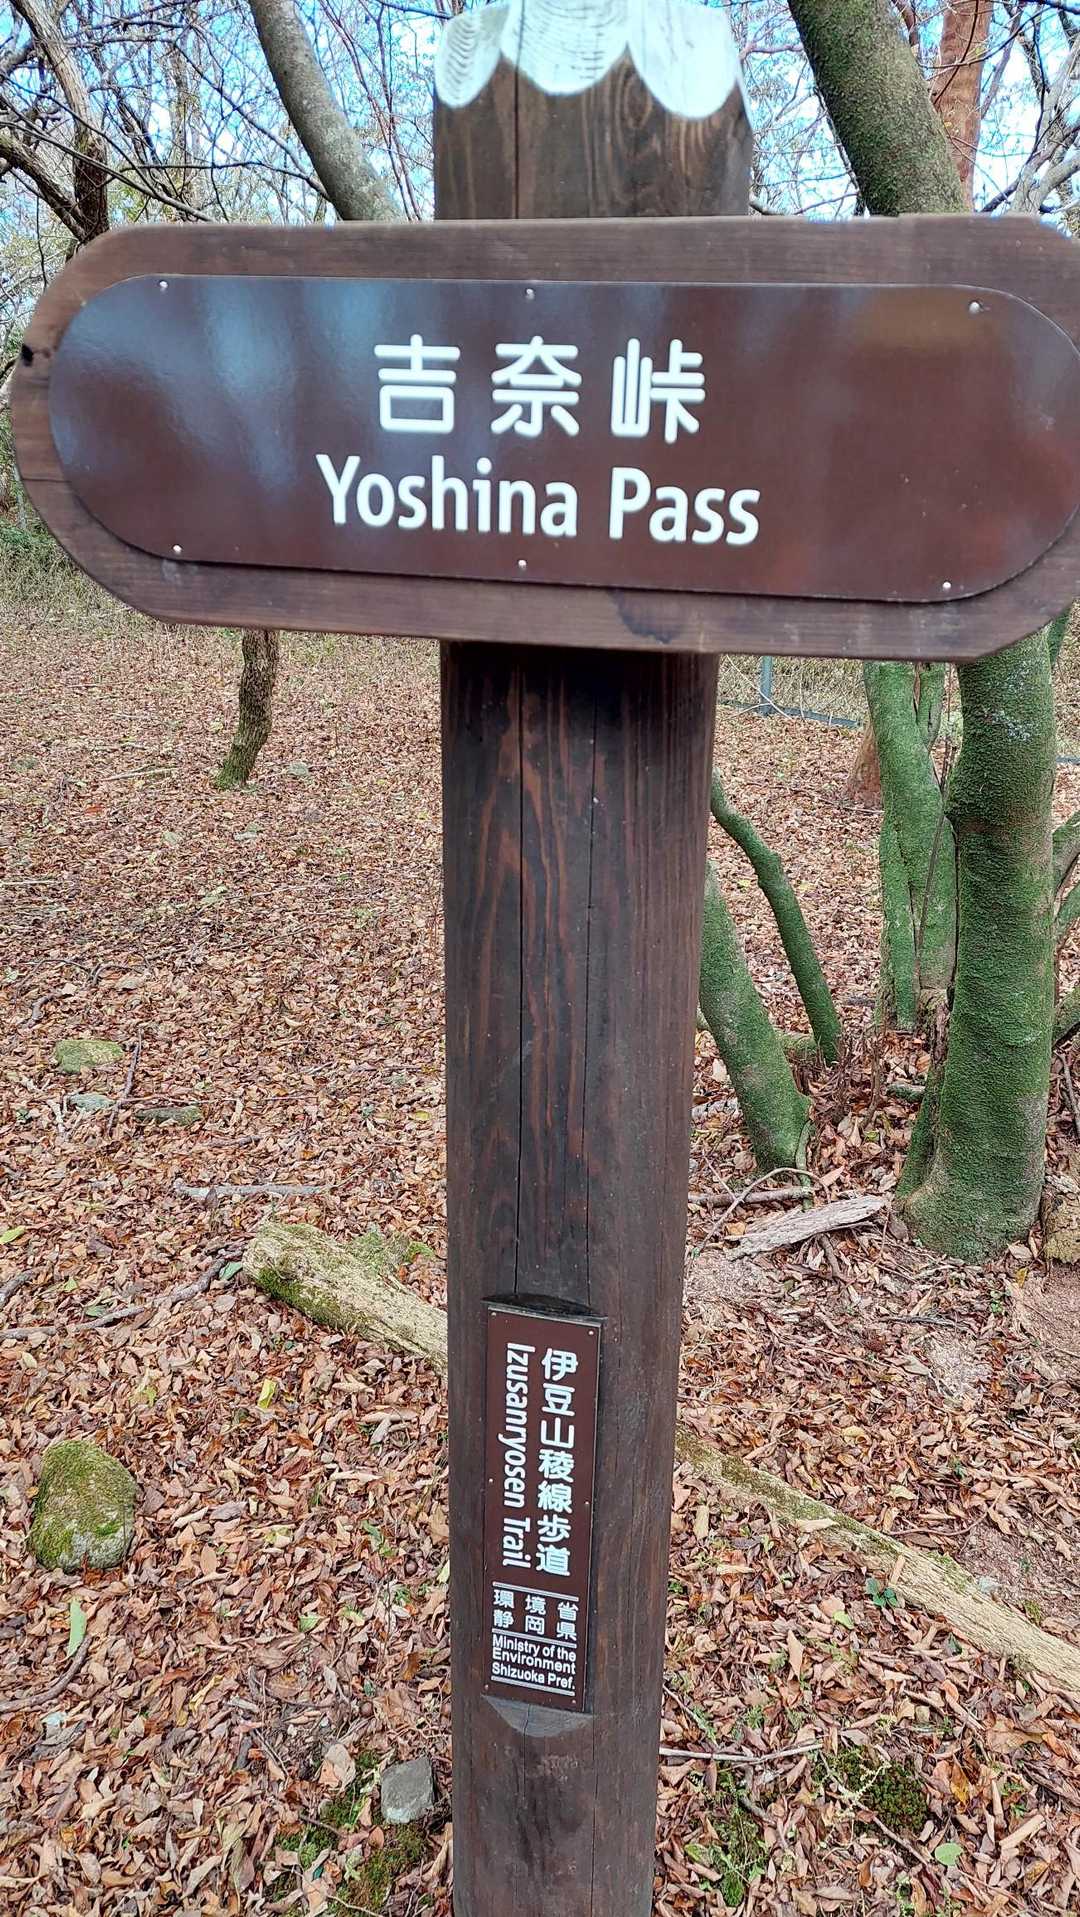 吉奈峠
Yoshina Pass
伊豆山稜線歩道
Izusanryosen Trail
環境省
静岡県
Ministry of the
Environment
Shizuoka Pref.